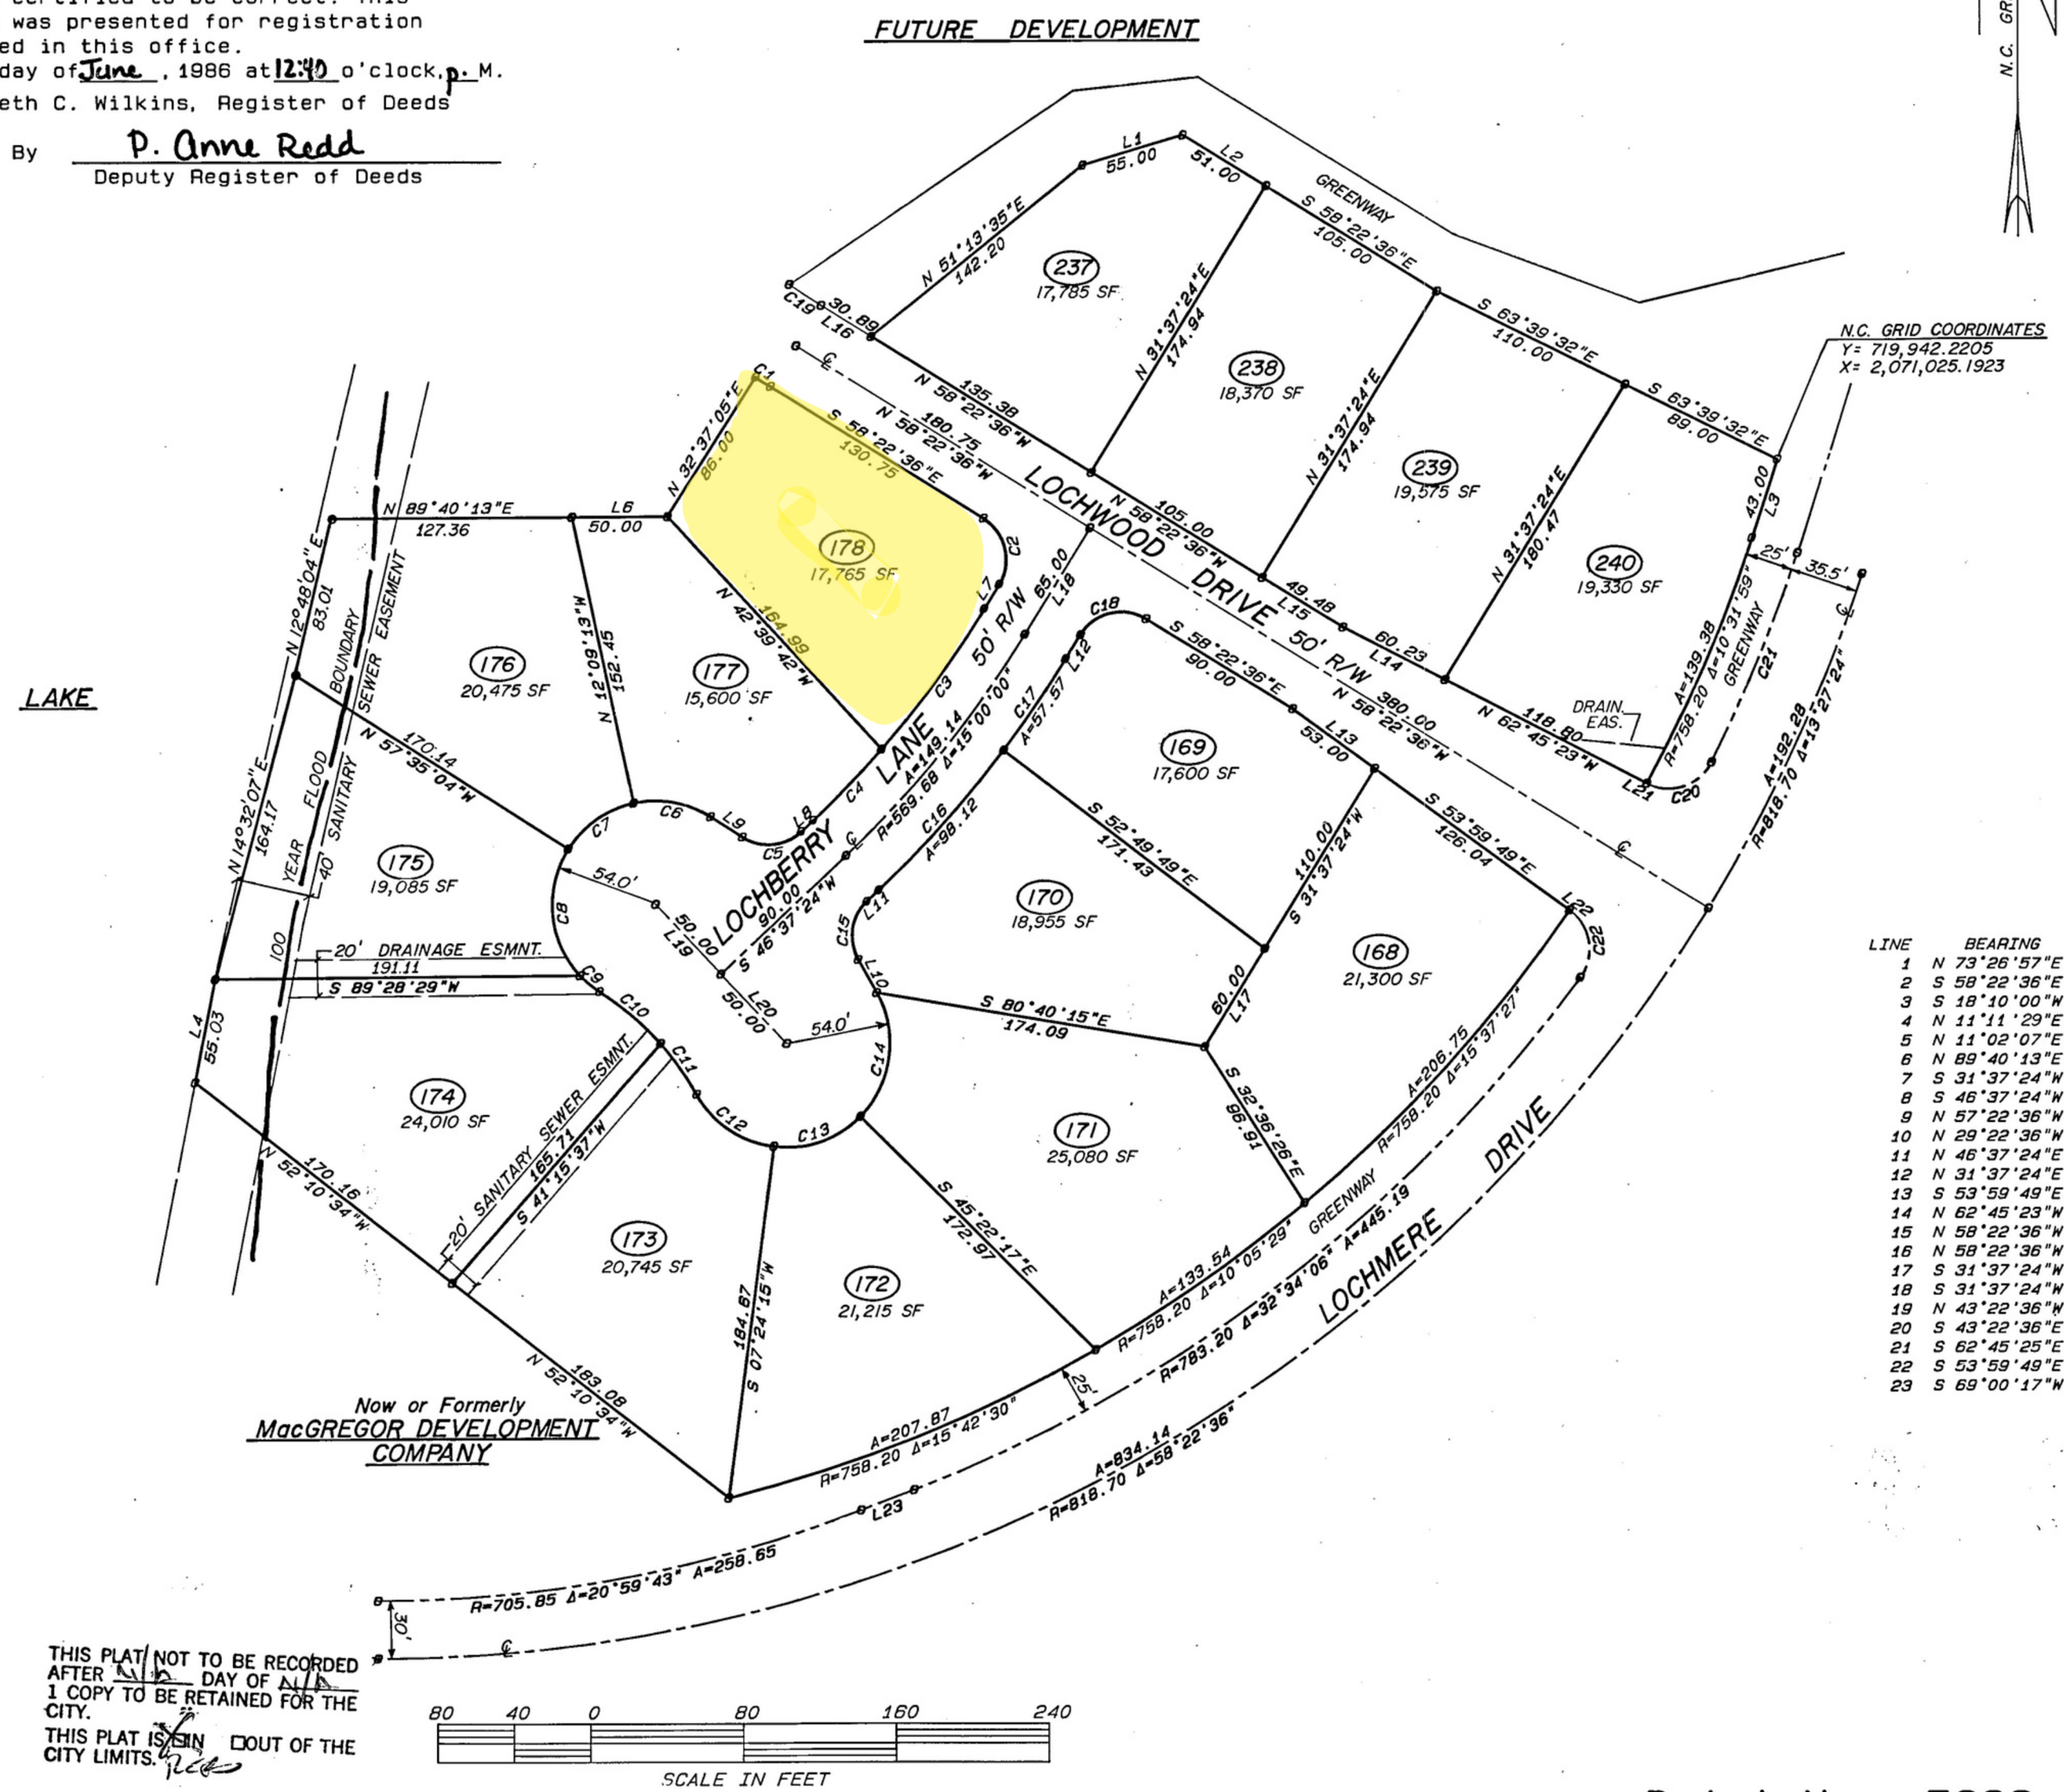 certified to be correct. This
was presented for registration
ed in this office.
day of June, 1986 at 12:40 o'clock, p. M.
eth C. Wilkins, Register of Deeds
By P. Anne Redd
Deputy Register of Deeds
FUTURE DEVELOPMENT
N.C. GR
L1
55.00
L2
51.00
GREENWAY
S 58°22'36"E
105.00
N 51°13'35"E
142.20
237
17,785 SF
C19
30.89
L16
N 31°37'24"E
174.94
S 63°39'32"E
110.00
N.C. GRID COORDINATES
Y= 719,942.2205
X= 2,071,025.1923
238
18,370 SF
135.38
N 58°22'36"W
N 31°37'24"E
174.94
S 63°39'32"E
89.00
239
19,575 SF
180.75
N 58°22'36"W
C1
N 32°37'05"E
86.00
S 58°22'36"E
130.75
43.00
L3
N 31°37'24"E
180.47
LOCHWOOD DRIVE 50' R/W
105.00
N 58°22'36"W
25'
35.5'
240
19,330 SF
N 89°40'13"E
127.36
L6
50.00
178
17,765 SF
C2
L7
65.00
L18
49.48
L15
60.23
L14
A=139.38
R=758.20 Δ=10°31'59"
GREENWAY
C21
N 12°48'04"E
83.01
100 YEAR FLOOD BOUNDARY
40' SANITARY SEWER EASEMENT
N 12°09'13"W
152.45
164.99
N 42°39'42"W
C18
L12
S 58°22'36"E
90.00
380.00
N 58°22'36"W
118.80
N 62°45'23"W
DRAIN.
EAS.
A=192.28
R=818.70 Δ=13°27'24"
LAKE
176
20,475 SF
177
15,600 SF
C3
50' R/W
LOCHBERRY LANE
C17
A=57.57
169
17,600 SF
L13
53.00
L21
C20
170.14
N 57°35'04"W
A=149.14
R=569.68 Δ=15°00'00"
C16
A=98.12
S 52°49'49"E
171.43
110.00
S 31°37'24"W
S 53°59'49"E
126.04
N 14°32'07"E
164.17
C7
C6
L9
C5
L8
C4
175
19,085 SF
54.0'
C8
50.00
L19
90.00
S 46°37'24"W
L11
C15
170
18,955 SF
L22
C22
20' DRAINAGE ESMNT.
191.11
S 89°28'29"W
C9
C10
L10
L20
50.00
54.0'
S 80°40'15"E
174.09
60.00
L17
168
21,300 SF
L4
55.03
C11
C12
C13
C14
174
24,010 SF
20' SANITARY SEWER ESMNT.
165.71
S 41°15'37"W
171
25,080 SF
S 32°36'26"E
96.91
A=206.75
R=758.20 Δ=15°37'27"
170.16
N 52°10'34"W
173
20,745 SF
S 45°22'17"E
172.97
GREENWAY
LOCHMERE DRIVE
184.67
S 07°24'15"W
172
21,215 SF
A=133.54
R=758.20 Δ=10°05'29"
R=783.20 Δ=32°34'06" A=445.19
183.08
N 52°10'34"W
25'
Now or Formerly
MacGREGOR DEVELOPMENT
COMPANY
A=207.87
R=758.20 Δ=15°42'30"
A=834.14
R=818.70 Δ=58°22'36"
L23
R=705.85 Δ=20°59'43" A=258.65
30'
LINE BEARING
1 N 73°26'57"E
2 S 58°22'36"E
3 S 18°10'00"W
4 N 11°11'29"E
5 N 11°02'07"E
6 N 89°40'13"E
7 S 31°37'24"W
8 S 46°37'24"W
9 N 57°22'36"W
10 N 29°22'36"W
11 N 46°37'24"E
12 N 31°37'24"E
13 S 53°59'49"E
14 N 62°45'23"W
15 N 58°22'36"W
16 N 58°22'36"W
17 S 31°37'24"W
18 S 31°37'24"W
19 N 43°22'36"W
20 S 43°22'36"E
21 S 62°45'25"E
22 S 53°59'49"E
23 S 69°00'17"W
THIS PLAT NOT TO BE RECORDED
AFTER N/A DAY OF N/A
1 COPY TO BE RETAINED FOR THE
CITY.
THIS PLAT IS IN OUT OF THE
CITY LIMITS.
80 40 0 80 160 240
SCALE IN FEET